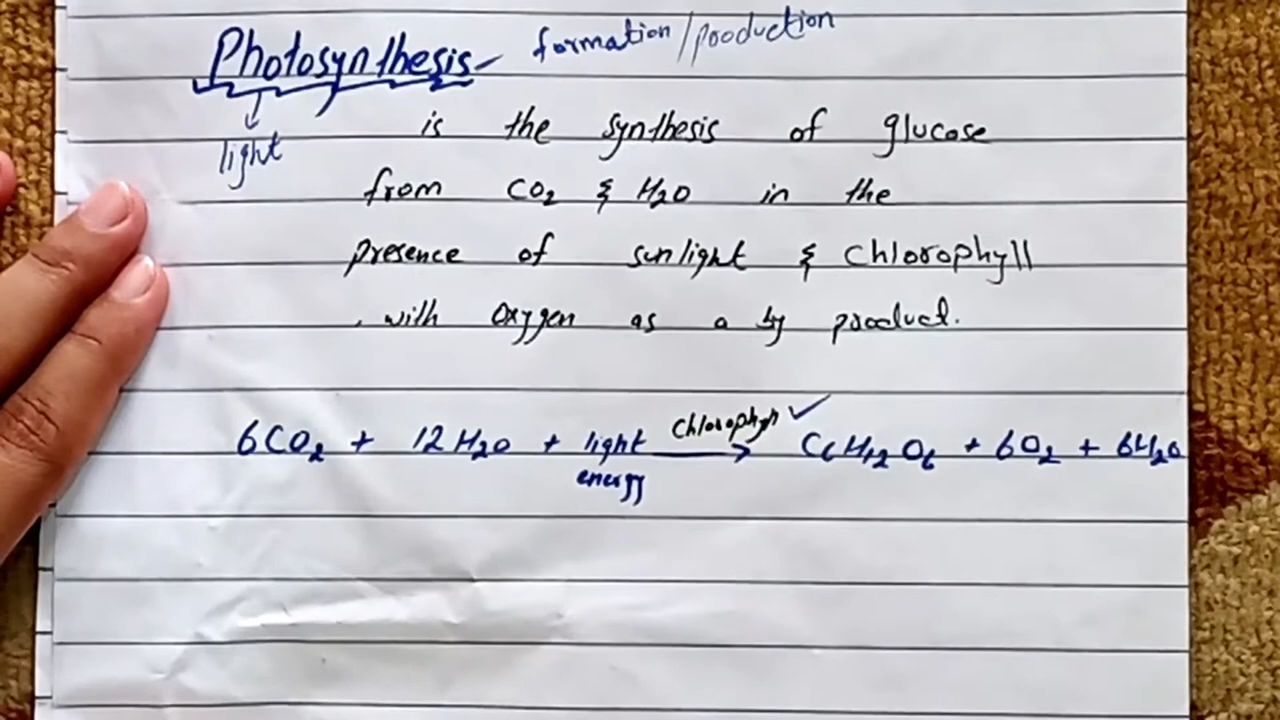 Photosynthesis - formation/production
light
is the synthesis of glucose
from CO₂ & H₂O in the
presence of sunlight & Chlorophyll
with Oxygen as a by product.
6CO₂ + 12H₂O + light energy Chlorophyll → C₆H₁₂O₆ + 6O₂ + 6H₂O